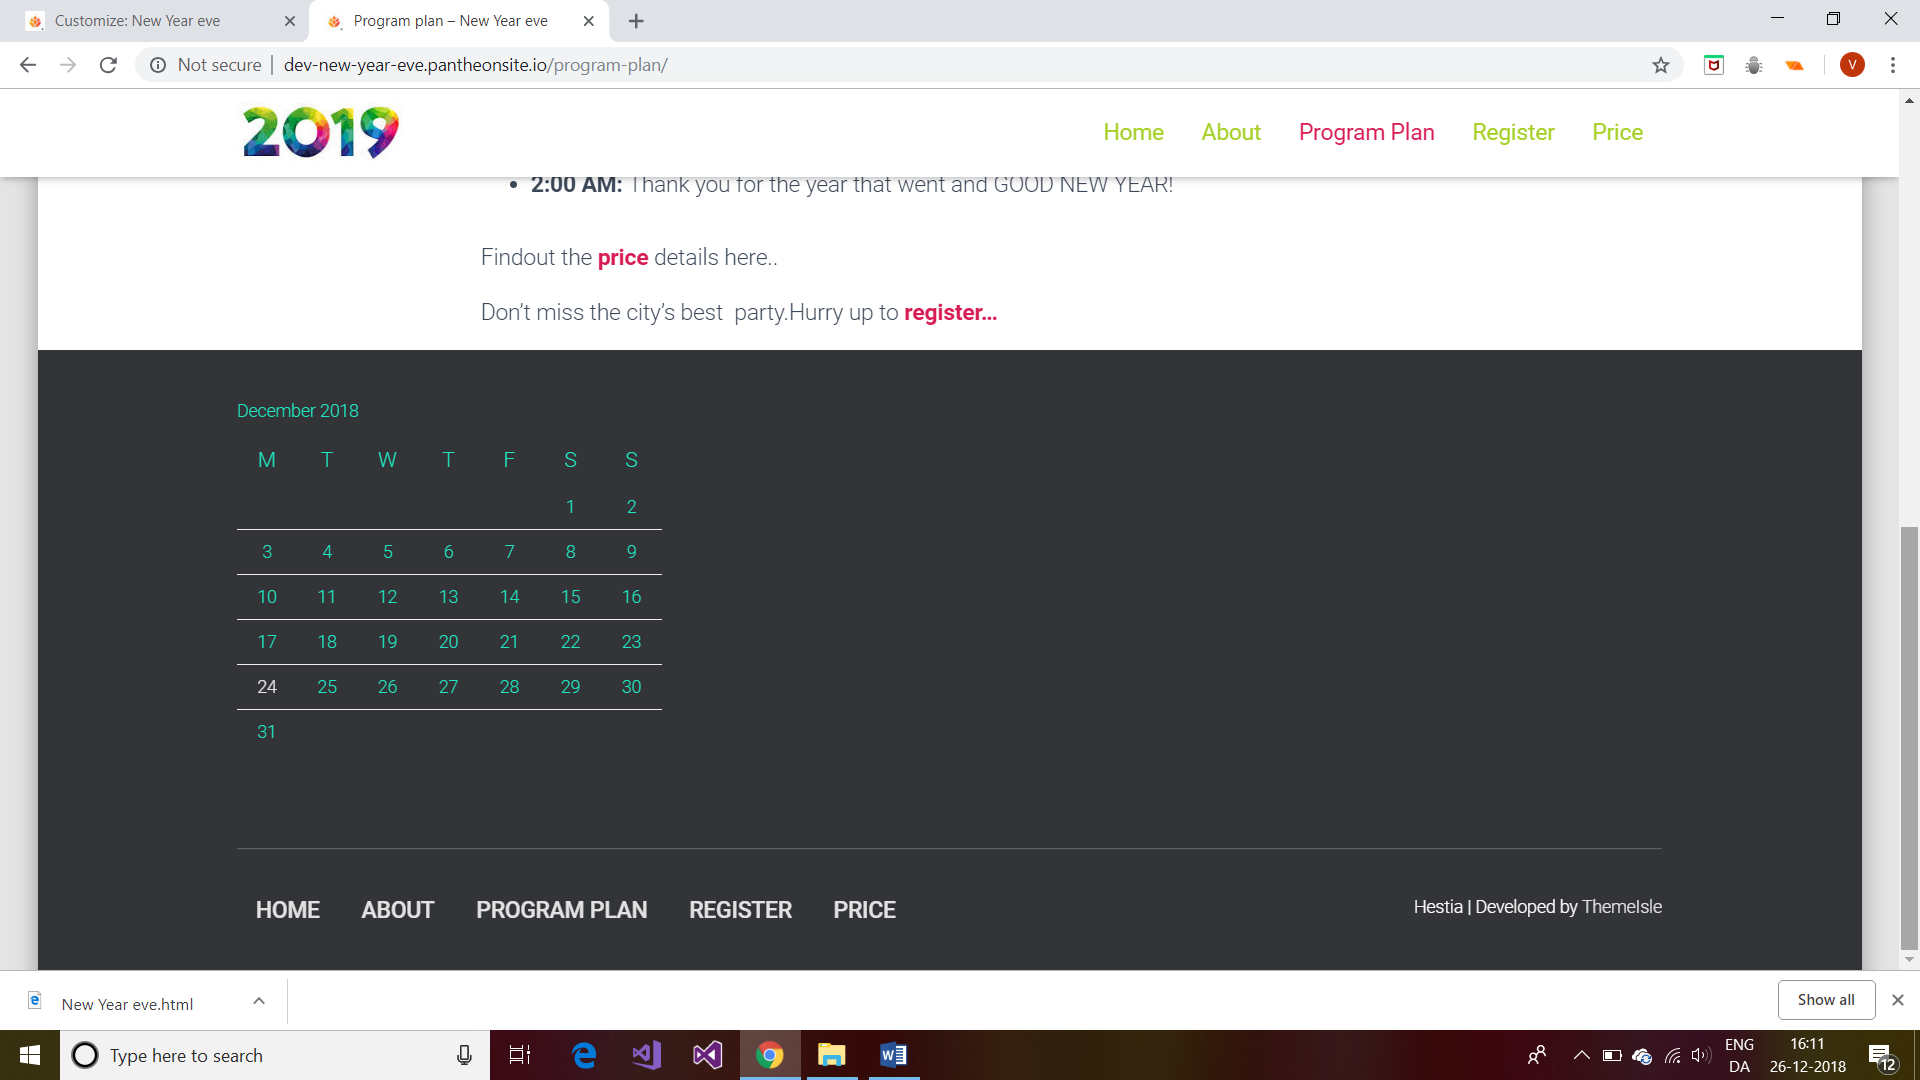 Customize: New Year eve
Program plan – New Year eve
Not secure | dev-new-year-eve.pantheonsite.io/program-plan/
V
2019
Home About Program Plan Register Price
• 2:00 AM: Thank you for the year that went and GOOD NEW YEAR!
Findout the price details here..
Don’t miss the city’s best  party.Hurry up to register...
December 2018
M T W T F S S
1 2
3 4 5 6 7 8 9
10 11 12 13 14 15 16
17 18 19 20 21 22 23
24 25 26 27 28 29 30
31
HOME ABOUT PROGRAM PLAN REGISTER PRICE
Hestia | Developed by ThemeIsle
New Year eve.html
Show all
Type here to search
ENG
DA
16:11
26-12-2018
12